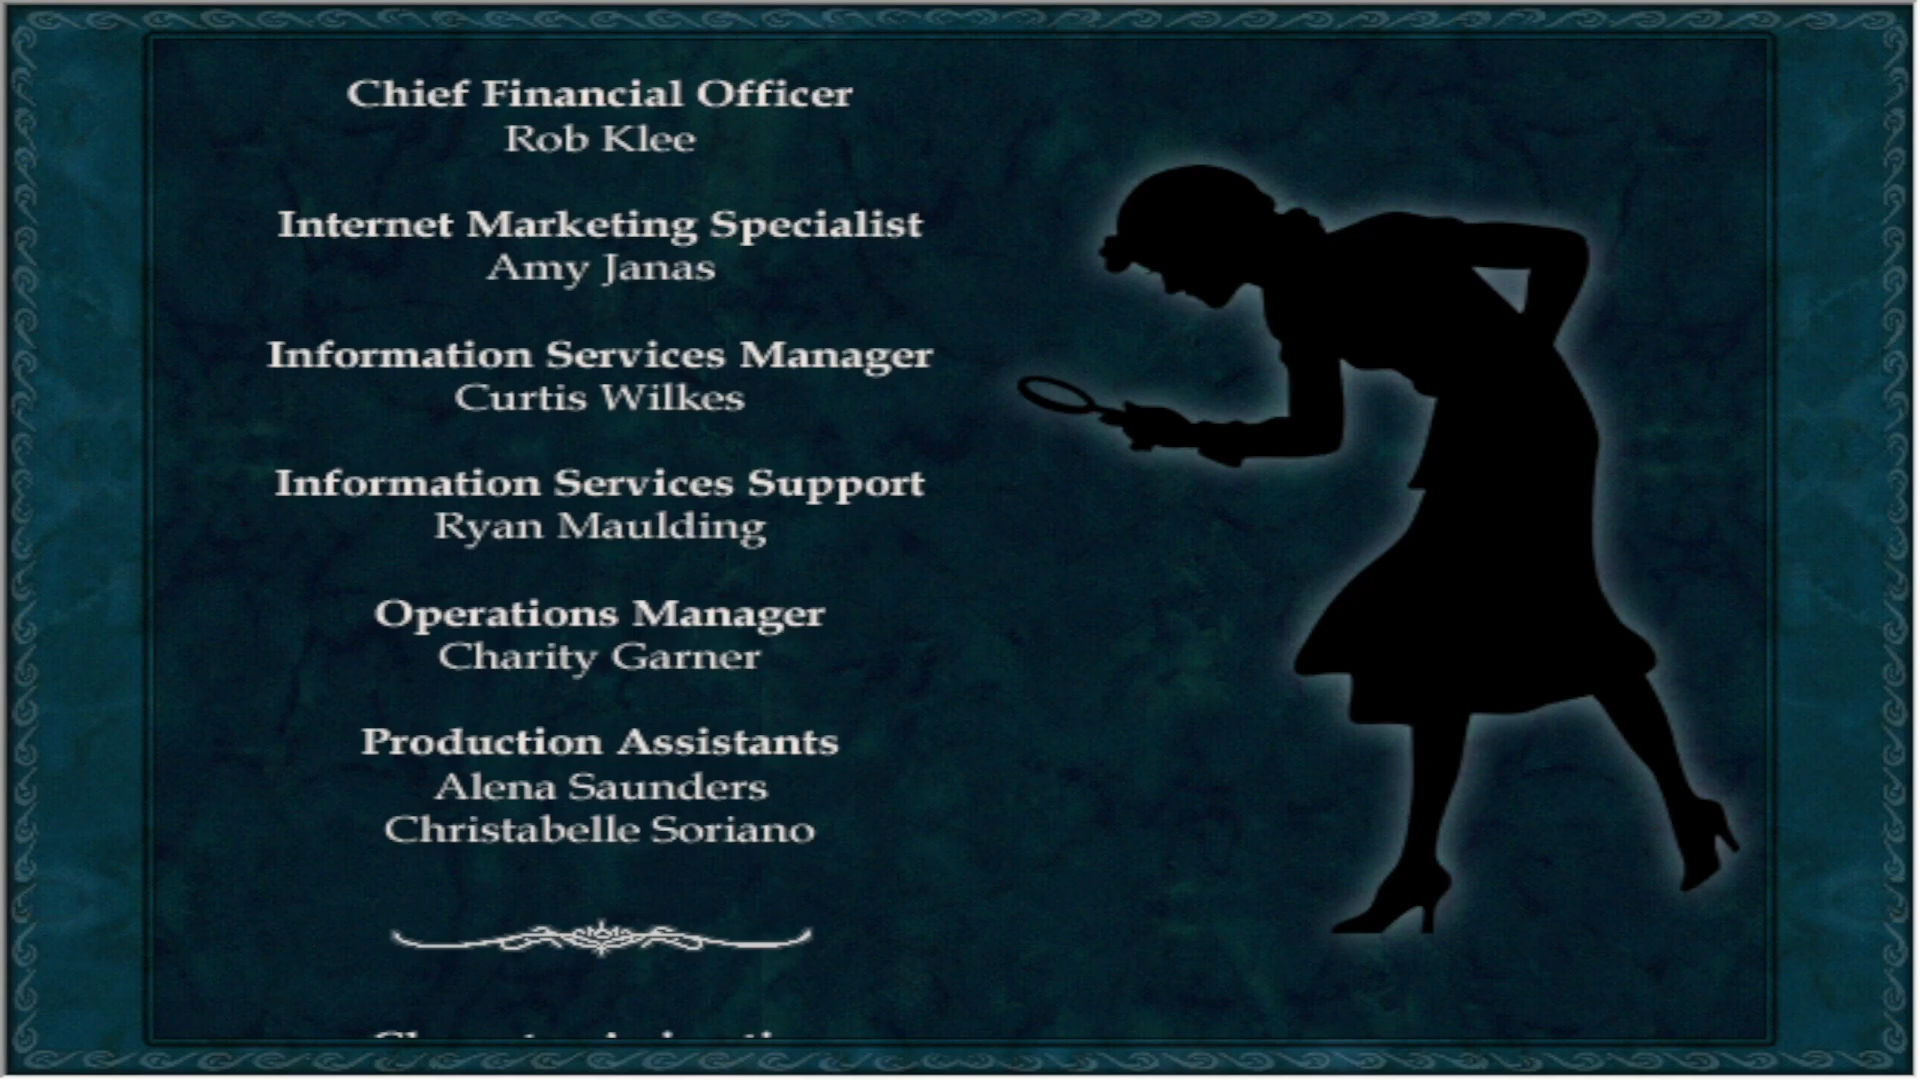 Chief Financial Officer
Rob Klee
Internet Marketing Specialist
Amy Janas
Information Services Manager
Curtis Wilkes
Information Services Support
Ryan Maulding
Operations Manager
Charity Garner
Production Assistants
Alena Saunders
Christabelle Soriano